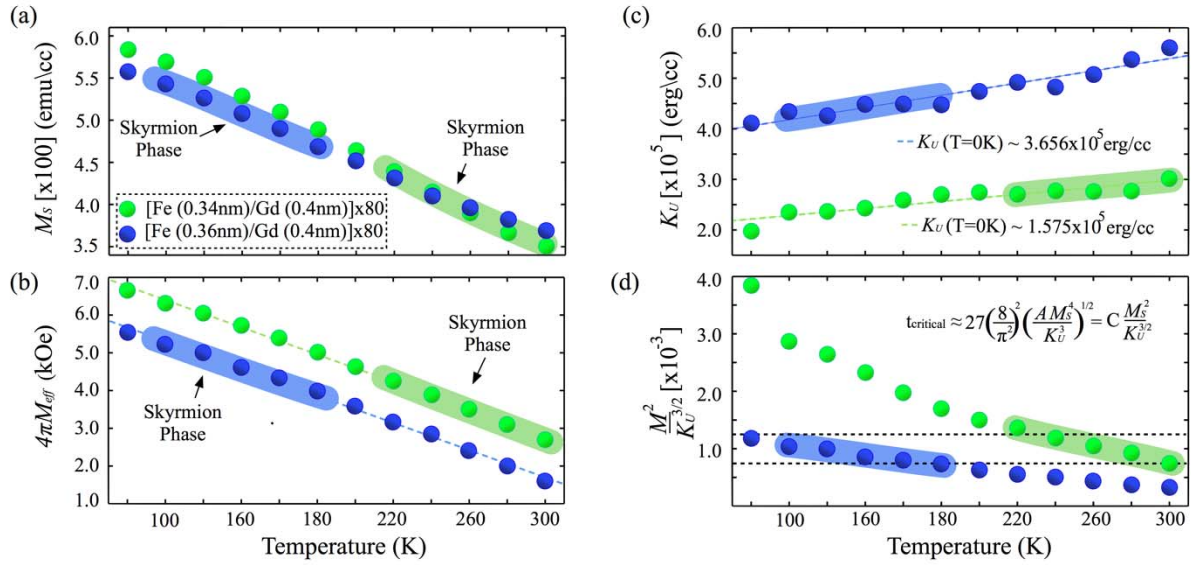 (a)
6.0
5.5
5.0
4.5
4.0
3.5
M_S [x100] (emu\cc)
Skyrmion
Phase
Skyrmion
Phase
[Fe (0.34nm)/Gd (0.4nm)]x80
[Fe (0.36nm)/Gd (0.4nm)]x80
(b)
7.0
6.0
5.0
4.0
3.0
2.0
1.0
4πM_eff (kOe)
Skyrmion
Phase
Skyrmion
Phase
100 160 180 220 260 300
Temperature (K)
(c)
6.0
5.0
4.0
3.0
2.0
K_U [x10^5] (erg\cc)
K_U (T=0K) ~ 3.656x10^5 erg/cc
K_U (T=0K) ~ 1.575x10^5 erg/cc
(d)
4.0
3.0
2.0
1.0
M_S^2/K_U^3/2 [x10^-3]
t_critical ≈ 27(8/π^2)^2 (A M_S^4/K_U^3)^1/2 = C M_S^2/K_U^3/2
100 160 180 220 260 300
Temperature (K)